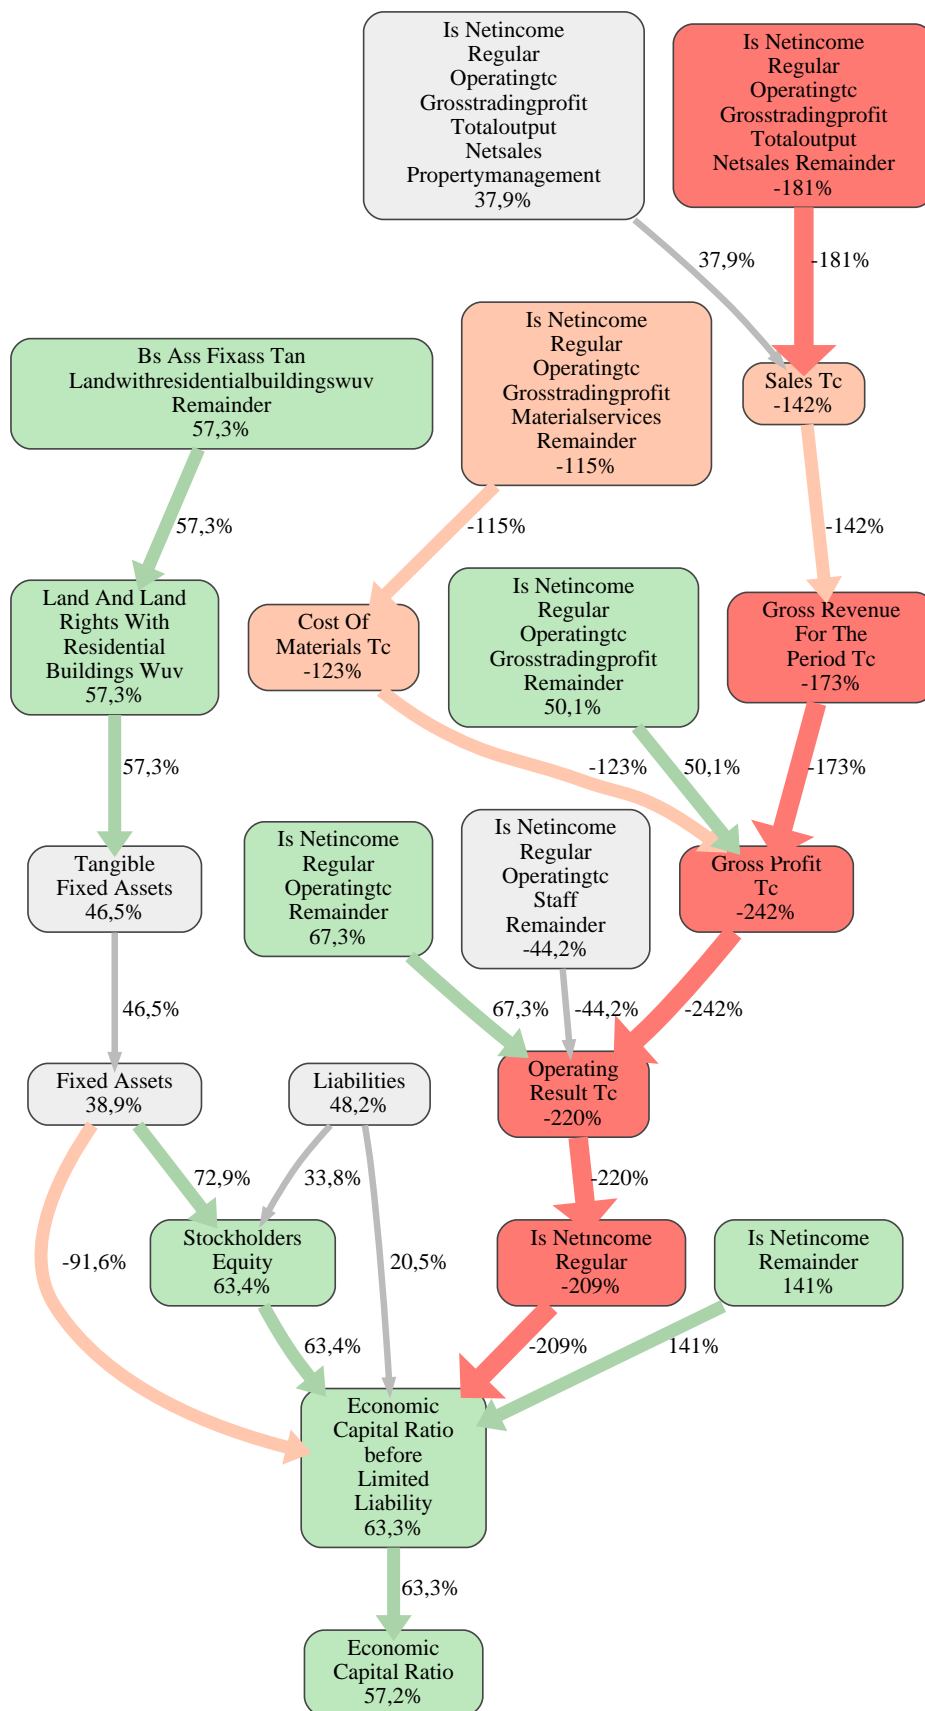 Is Netincome
Regular
Operatingtc
Grosstradingprofit
Totaloutput
Netsales
Propertymanagement
37,9%
Is Netincome
Regular
Operatingtc
Grosstradingprofit
Totaloutput
Netsales Remainder
-181%
37,9%
-181%
Bs Ass Fixass Tan
Landwithresidentialbuildingswuv
Remainder
57,3%
Is Netincome
Regular
Operatingtc
Grosstradingprofit
Materialservices
Remainder
-115%
Sales Tc
-142%
57,3%
-115%
-142%
Land And Land
Rights With
Residential
Buildings Wuv
57,3%
Cost Of
Materials Tc
-123%
Is Netincome
Regular
Operatingtc
Grosstradingprofit
Remainder
50,1%
Gross Revenue
For The
Period Tc
-173%
57,3%
-123%
50,1%
-173%
Tangible
Fixed Assets
46,5%
Is Netincome
Regular
Operatingtc
Remainder
67,3%
Is Netincome
Regular
Operatingtc
Staff
Remainder
-44,2%
Gross Profit
Tc
-242%
46,5%
67,3%
-44,2%
-242%
Fixed Assets
38,9%
Liabilities
48,2%
Operating
Result Tc
-220%
72,9%
33,8%
-220%
-91,6%
Stockholders
Equity
63,4%
20,5%
Is Netincome
Regular
-209%
Is Netincome
Remainder
141%
63,4%
-209%
141%
Economic
Capital Ratio
before
Limited
Liability
63,3%
63,3%
Economic
Capital Ratio
57,2%